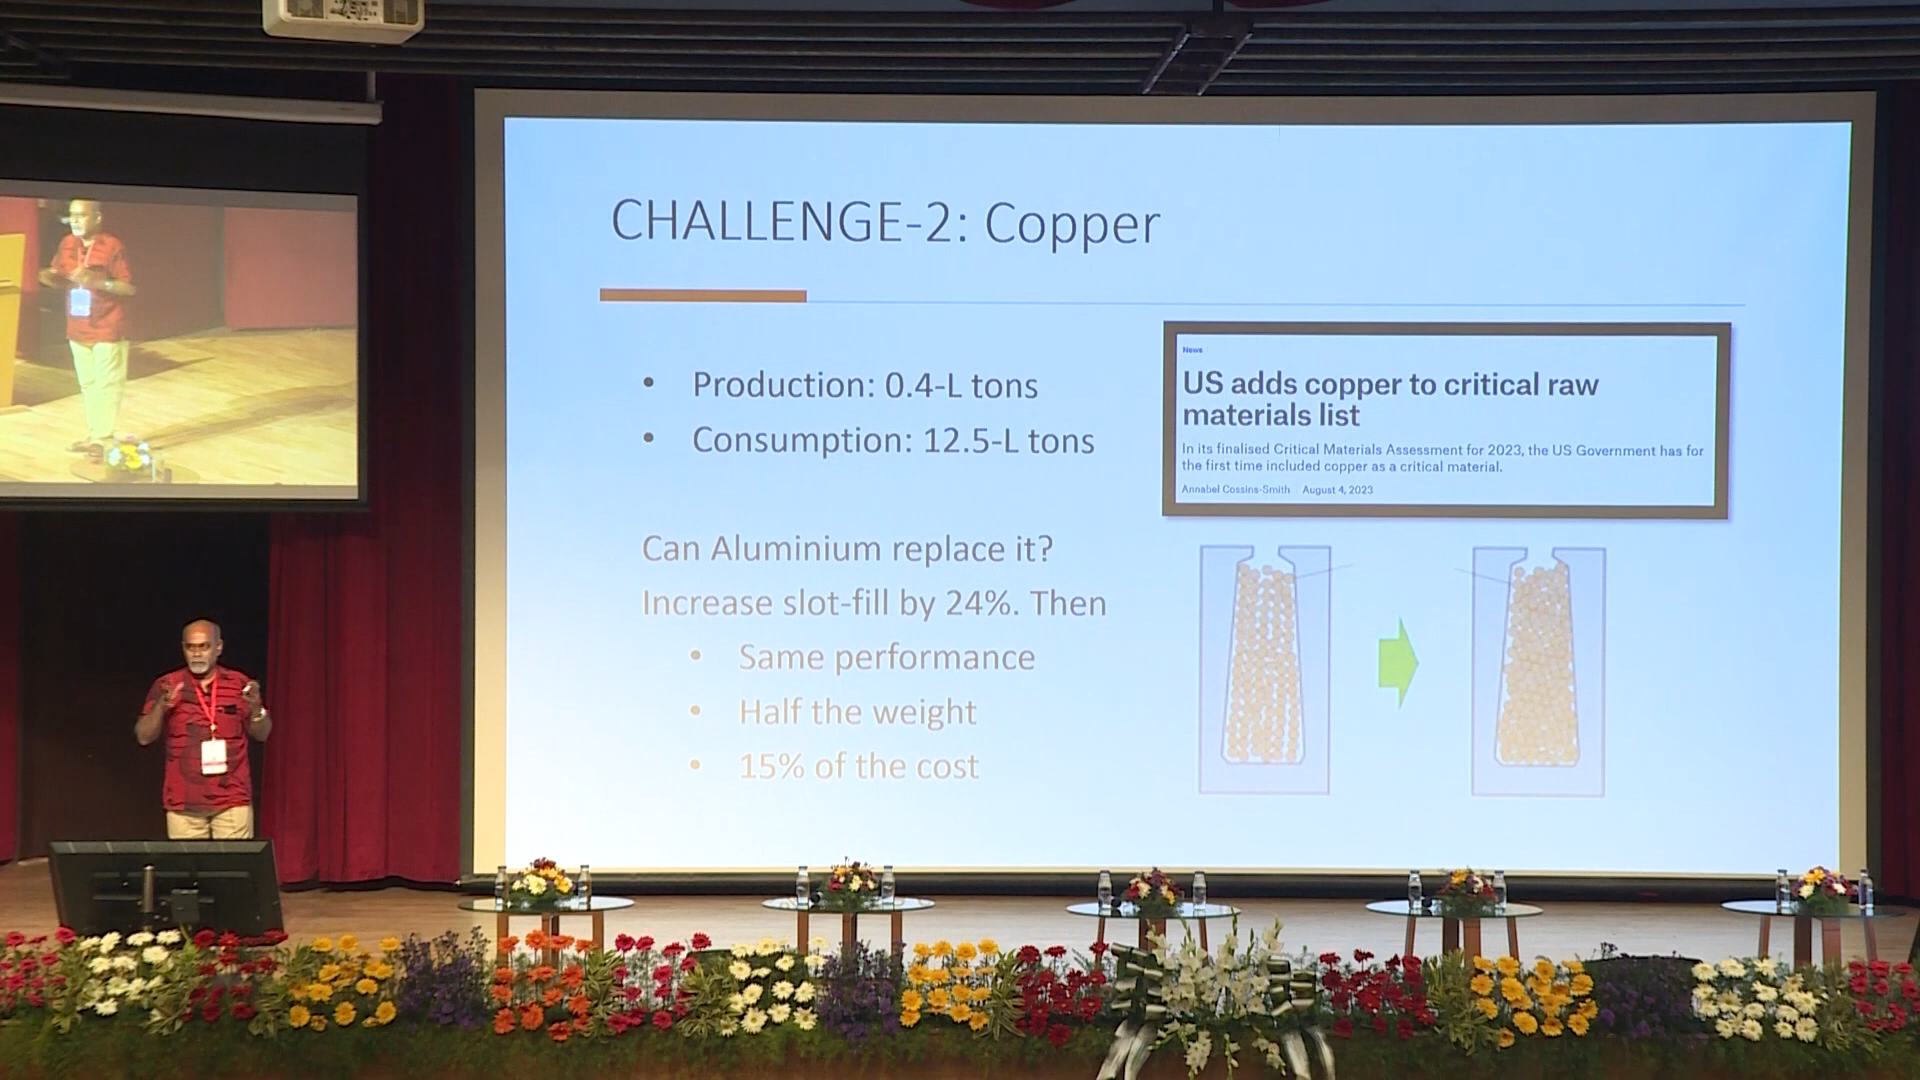 CHALLENGE-2: Copper
• Production: 0.4-L tons
• Consumption: 12.5-L tons
News
US adds copper to critical raw
materials list
In its finalised Critical Materials Assessment for 2023, the US Government has for
the first time included copper as a critical material.
Annabel Cossins-Smith August 4, 2023
Can Aluminium replace it?
Increase slot-fill by 24%. Then
• Same performance
• Half the weight
• 15% of the cost